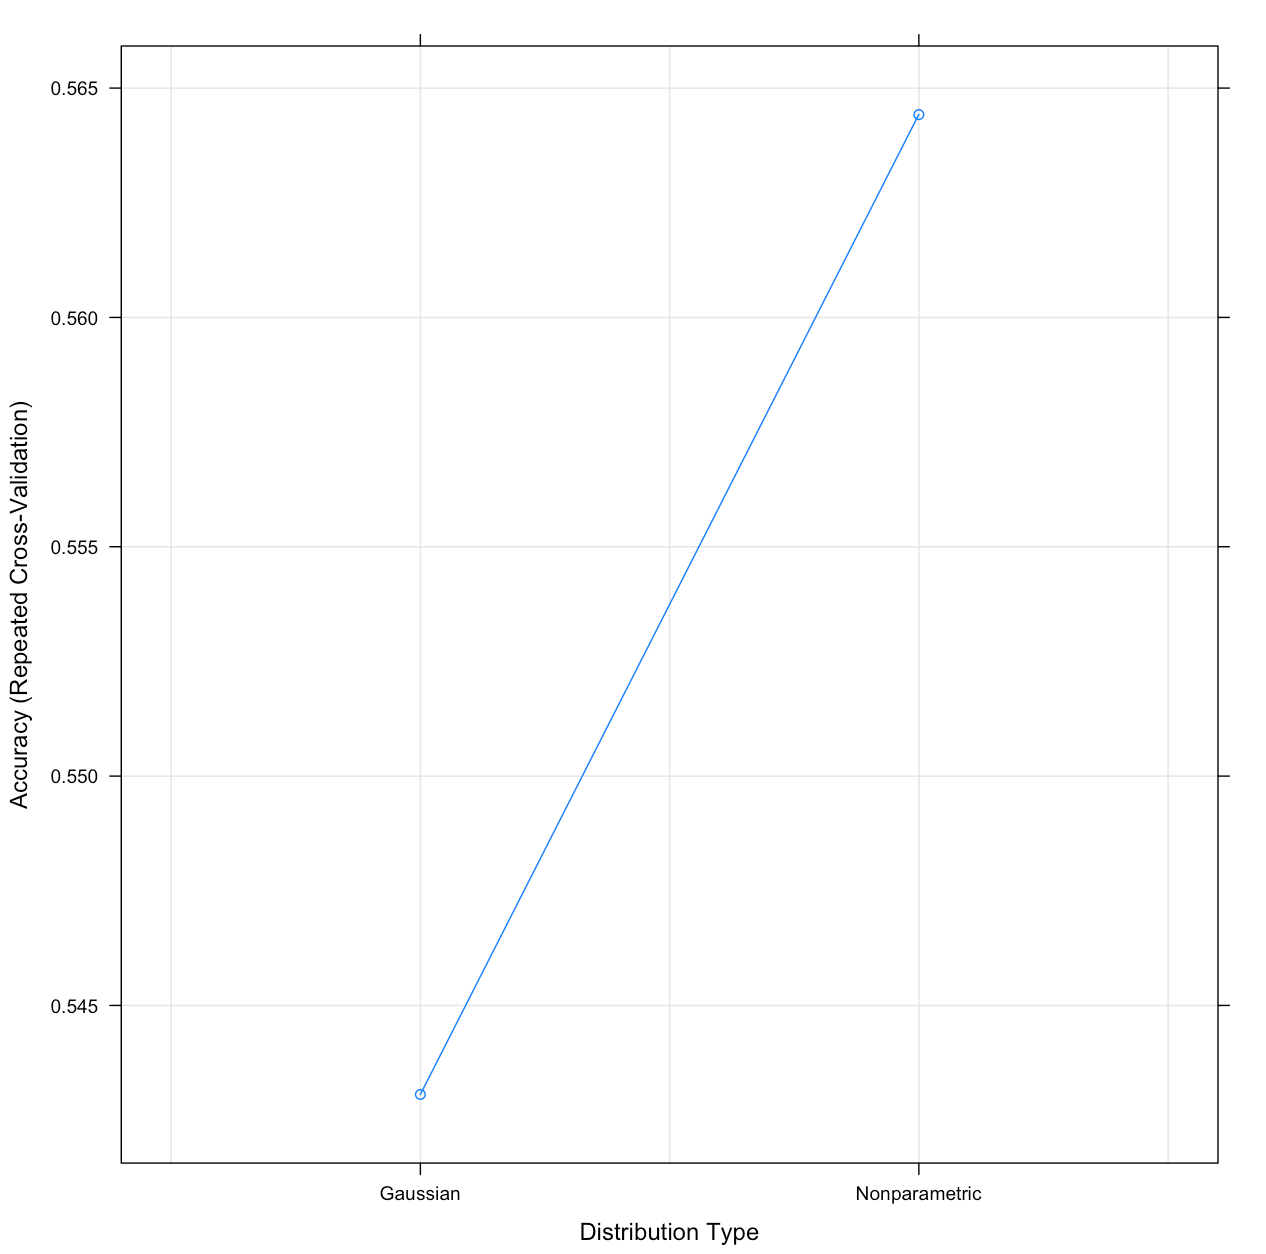 0.565
0.560
0.555
0.550
0.545
Accuracy (Repeated Cross-Validation)
Gaussian
Nonparametric
Distribution Type